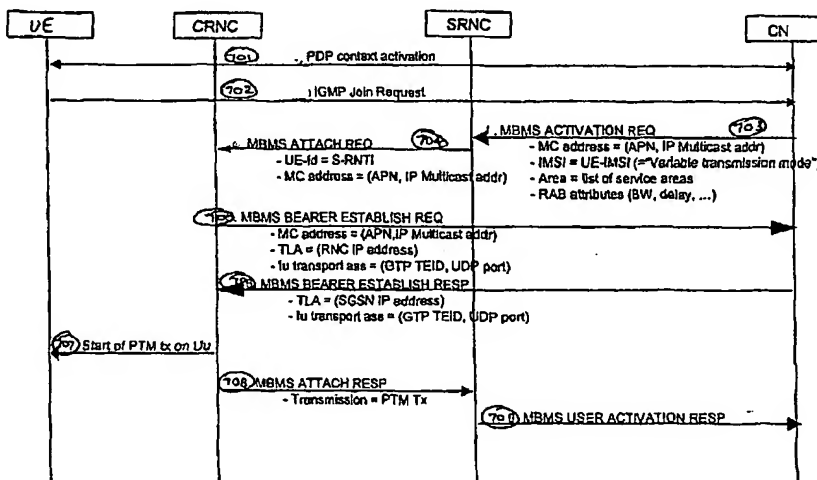 UE CRNC SRNC CN
701 PDP context activation
702 IGMP Join Request
MBMS ACTIVATION REQ 703
- MC address = (APN, IP Multicast addr)
- IMSI = UE-IMSI (="Variable transmission mode")
- Area = list of service areas
- RAB attributes (BW, delay, ...)
MBMS ATTACH REQ 704
- UE-Id = S-RNTI
- MC address = (APN, IP Multicast addr)
MBMS BEARER ESTABLISH REQ
- MC address = (APN,IP Multicast addr)
- TLA = (RNC IP address)
- Iu transport ass = (GTP TEID, UDP port)
MBMS BEARER ESTABLISH RESP
- TLA = (SGSN IP address)
- Iu transport ass = (GTP TEID, UDP port)
707 Start of PTM tx on Uu
708 MBMS ATTACH RESP
- Transmission = PTM Tx
MBMS USER ACTIVATION RESP